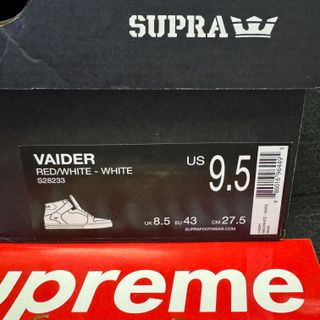 SUPRA
VAIDER
RED/WHITE - WHITE
S28233
US 9.5
UK 8.5 EU 43 CM 27.5
SUPRAFOOTWEAR.COM
upreme